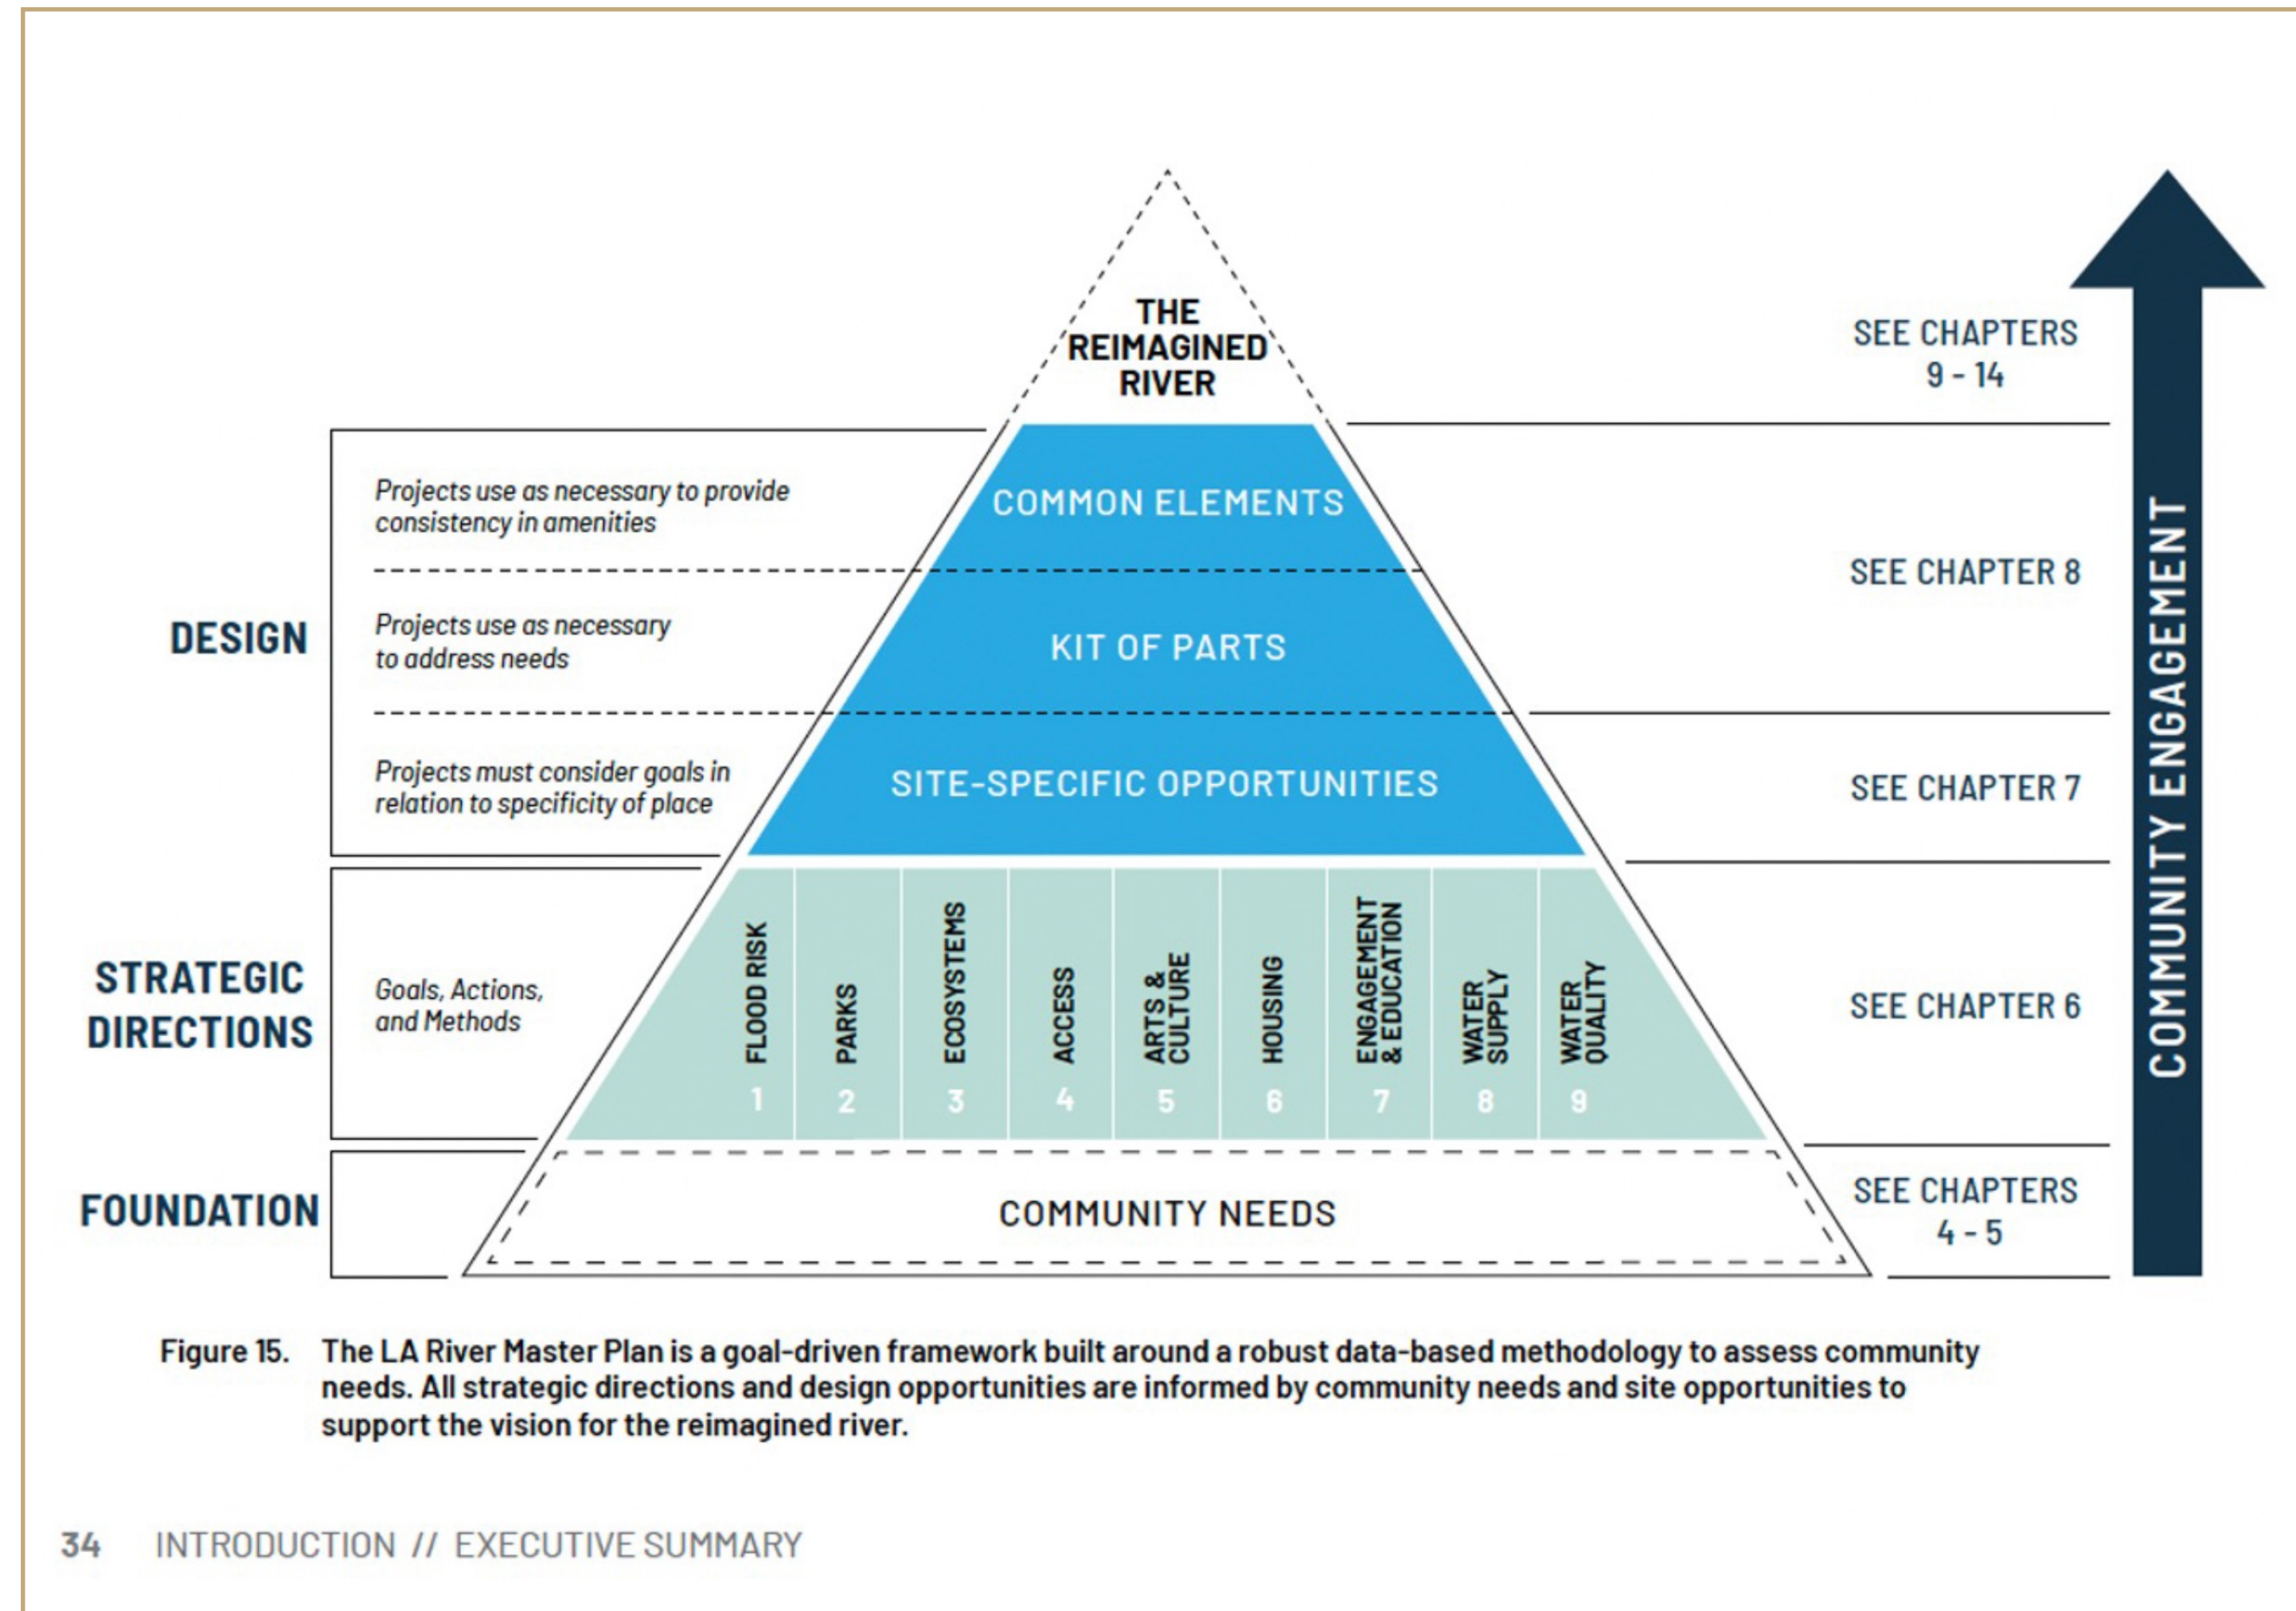 THE
REIMAGINED
RIVER
SEE CHAPTERS
9 - 14
DESIGN
Projects use as necessary to provide
consistency in amenities
COMMON ELEMENTS
SEE CHAPTER 8
Projects use as necessary
to address needs
KIT OF PARTS
Projects must consider goals in
relation to specificity of place
SITE-SPECIFIC OPPORTUNITIES
SEE CHAPTER 7
STRATEGIC
DIRECTIONS
Goals, Actions,
and Methods
FLOOD RISK
1
PARKS
2
ECOSYSTEMS
3
ACCESS
4
ARTS &
CULTURE
5
HOUSING
6
ENGAGEMENT
& EDUCATION
7
WATER
SUPPLY
8
WATER
QUALITY
9
SEE CHAPTER 6
FOUNDATION
COMMUNITY NEEDS
SEE CHAPTERS
4 - 5
COMMUNITY ENGAGEMENT
Figure 15. The LA River Master Plan is a goal-driven framework built around a robust data-based methodology to assess community
needs. All strategic directions and design opportunities are informed by community needs and site opportunities to
support the vision for the reimagined river.
34 INTRODUCTION // EXECUTIVE SUMMARY